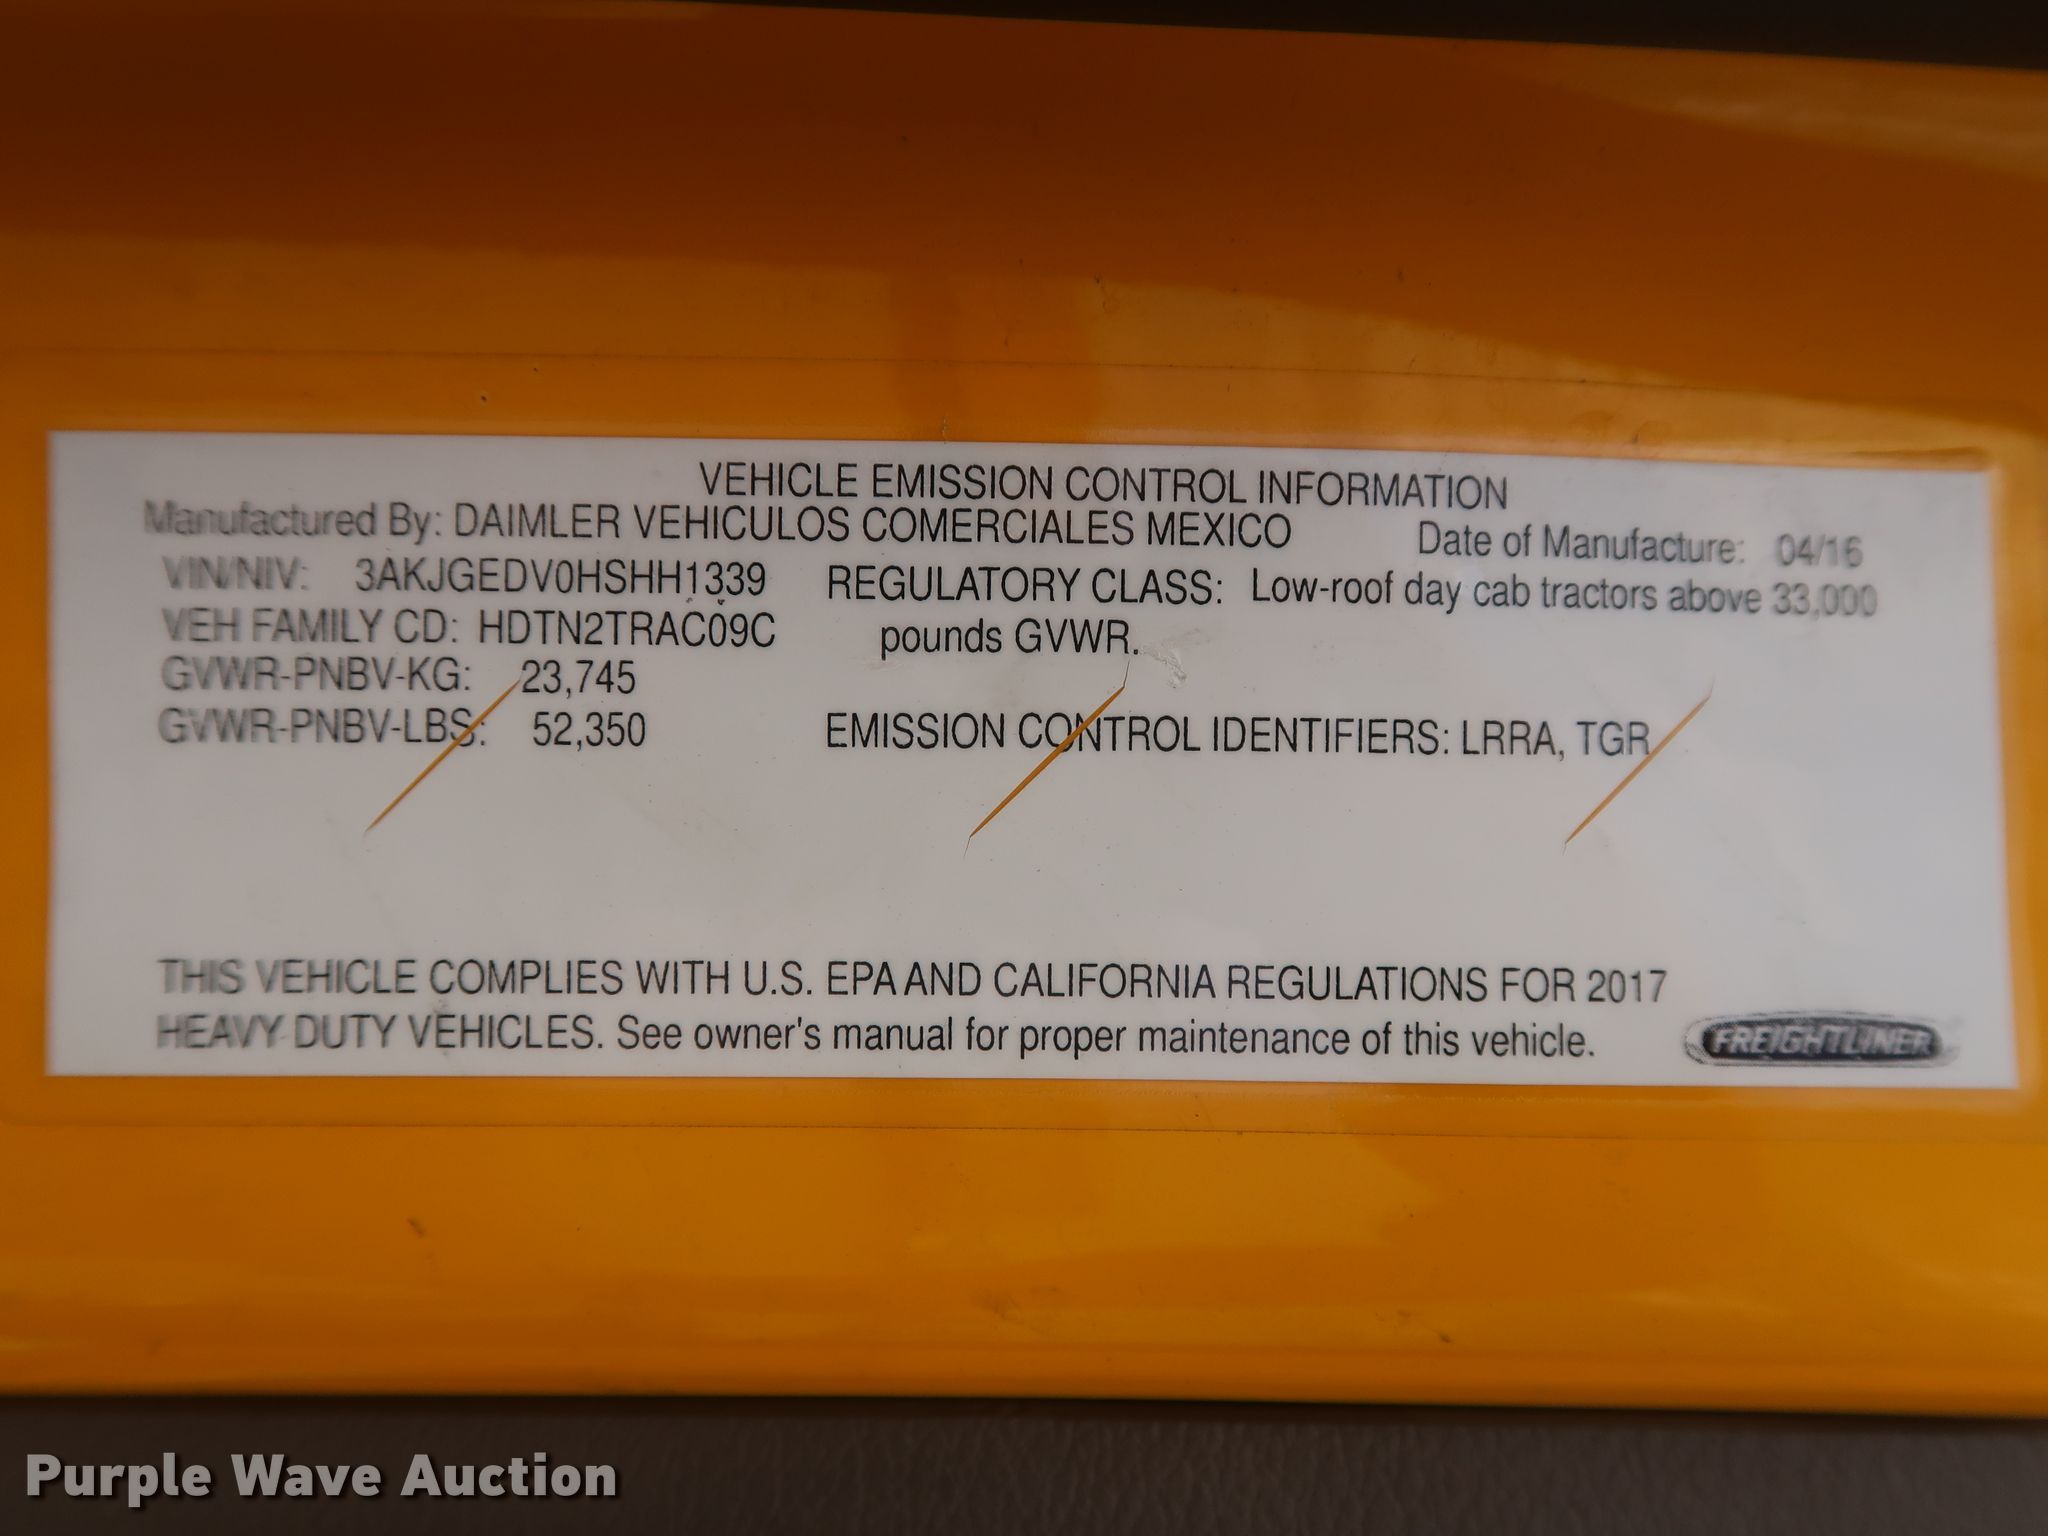 VEHICLE EMISSION CONTROL INFORMATION
Manufactured By: DAIMLER VEHICULOS COMERCIALES MEXICO Date of Manufacture: 04/16
VIN/NIV: 3AKJGEDV0HSHH1339 REGULATORY CLASS: Low-roof day cab tractors above 33,000
VEH FAMILY CD: HDTN2TRAC09C pounds GVWR.
GVWR-PNBV-KG: 23,745
GVWR-PNBV-LBS: 52,350 EMISSION CONTROL IDENTIFIERS: LRRA, TGR
THIS VEHICLE COMPLIES WITH U.S. EPA AND CALIFORNIA REGULATIONS FOR 2017
HEAVY DUTY VEHICLES. See owner's manual for proper maintenance of this vehicle.
FREIGHTLINER
Purple Wave Auction